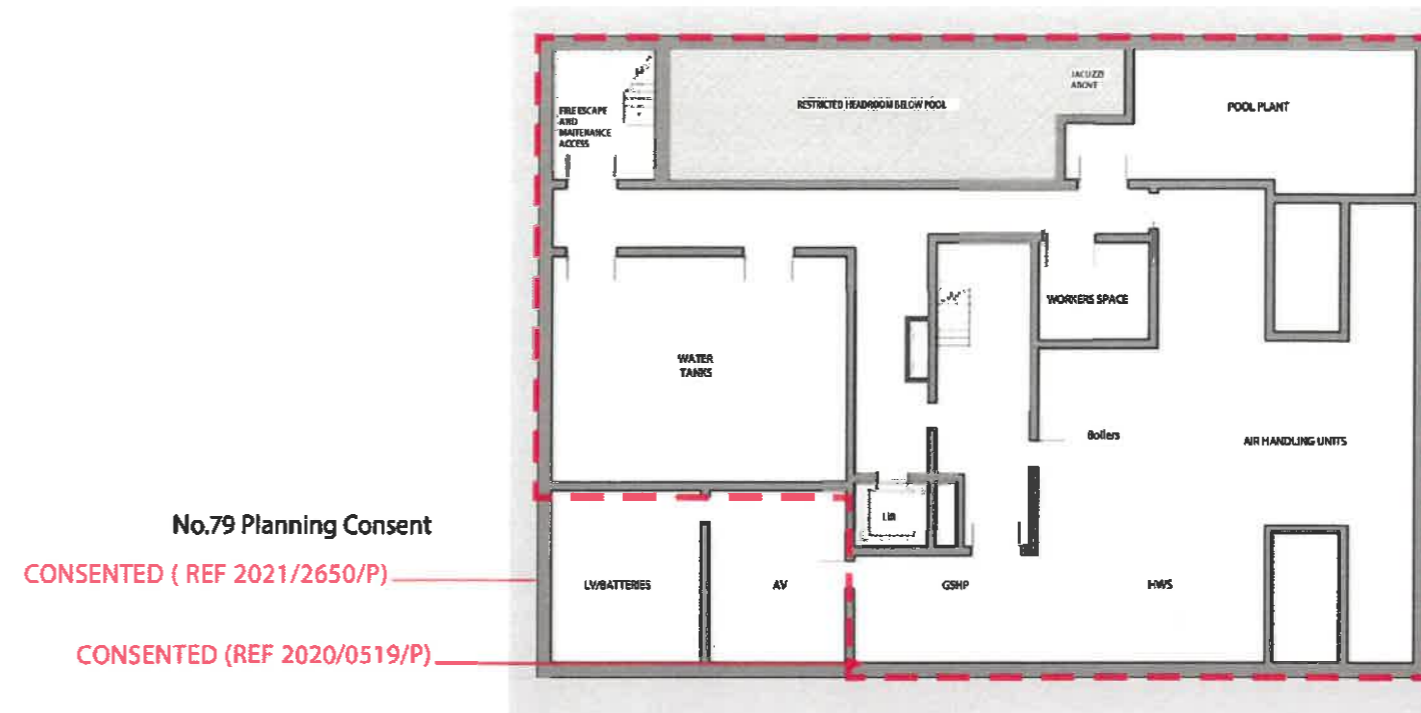 JACUZZI
ABOVE
RESTRICTED HEADROOM BELOW POOL
POOL PLANT
FIRE ESCAPE
AND
MAITENANCE
ACCESS
WORKERS SPACE
WATER
TANKS
Boilers
AIR HANDLING UNITS
Lift
No.79 Planning Consent
CONSENTED ( REF 2021/2650/P)
LV/BATTERIES
AV
GSHP
HWS
CONSENTED (REF 2020/0519/P)